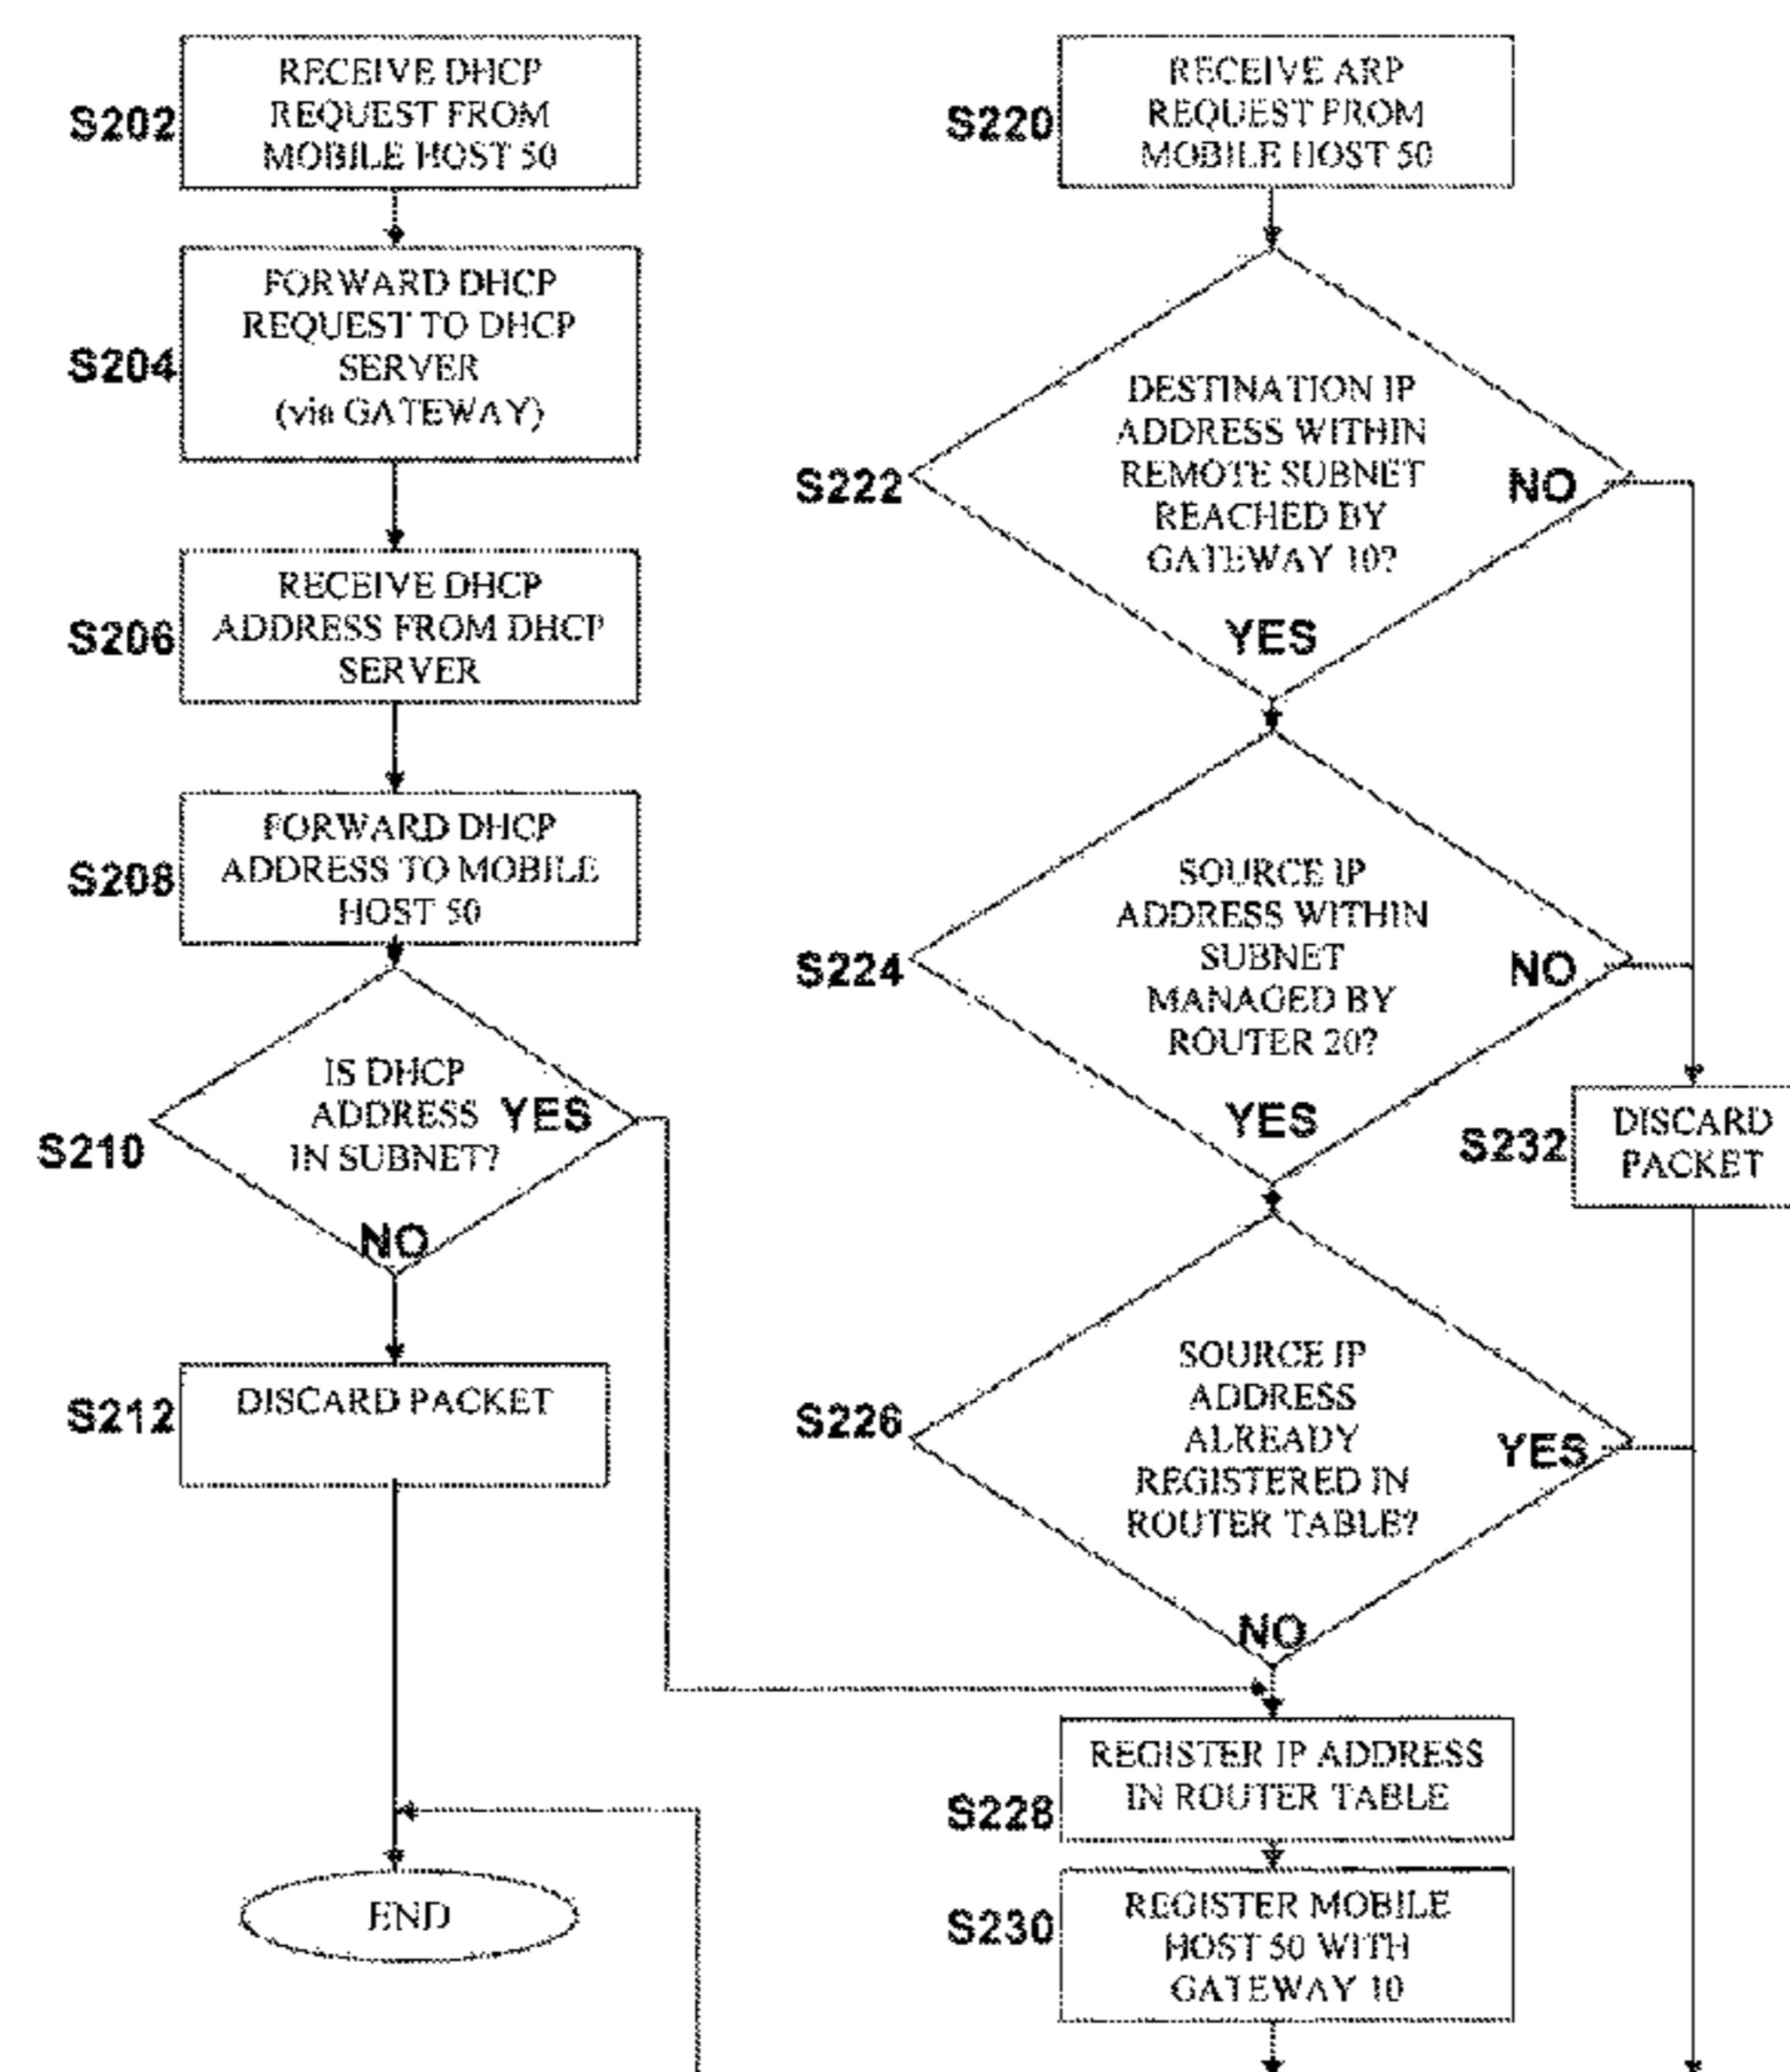 S202
RECEIVE DHCP
REQUEST FROM
MOBILE HOST 50
S204
FORWARD DHCP
REQUEST TO DHCP
SERVER
(via GATEWAY)
S206
RECEIVE DHCP
ADDRESS FROM DHCP
SERVER
S208
FORWARD DHCP
ADDRESS TO MOBILE
HOST 50
S210
IS DHCP
ADDRESS
IN SUBNET?
YES
NO
S212
DISCARD PACKET
END
S220
RECEIVE ARP
REQUEST FROM
MOBILE HOST 50
S222
DESTINATION IP
ADDRESS WITHIN
REMOTE SUBNET
REACHED BY
GATEWAY 10?
NO
YES
S224
SOURCE IP
ADDRESS WITHIN
SUBNET
MANAGED BY
ROUTER 20?
NO
YES
S232
DISCARD
PACKET
S226
SOURCE IP
ADDRESS
ALREADY
REGISTERED IN
ROUTER TABLE?
YES
NO
S228
REGISTER IP ADDRESS
IN ROUTER TABLE
S230
REGISTER MOBILE
HOST 50 WITH
GATEWAY 10